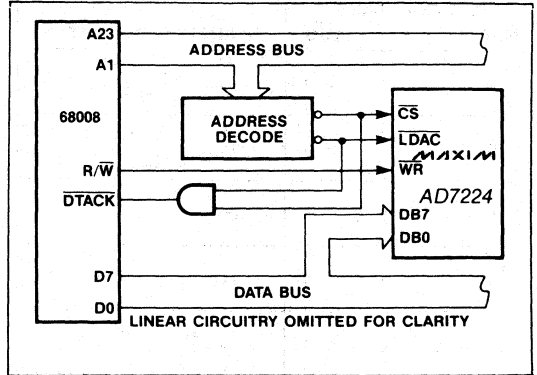 A23
ADDRESS BUS
A1
68008
ADDRESS
DECODE
CS
LDAC
MAXIM
R/W
WR
AD7224
DTACK
DB7
DB0
D7
DATA BUS
D0
LINEAR CIRCUITRY OMITTED FOR CLARITY